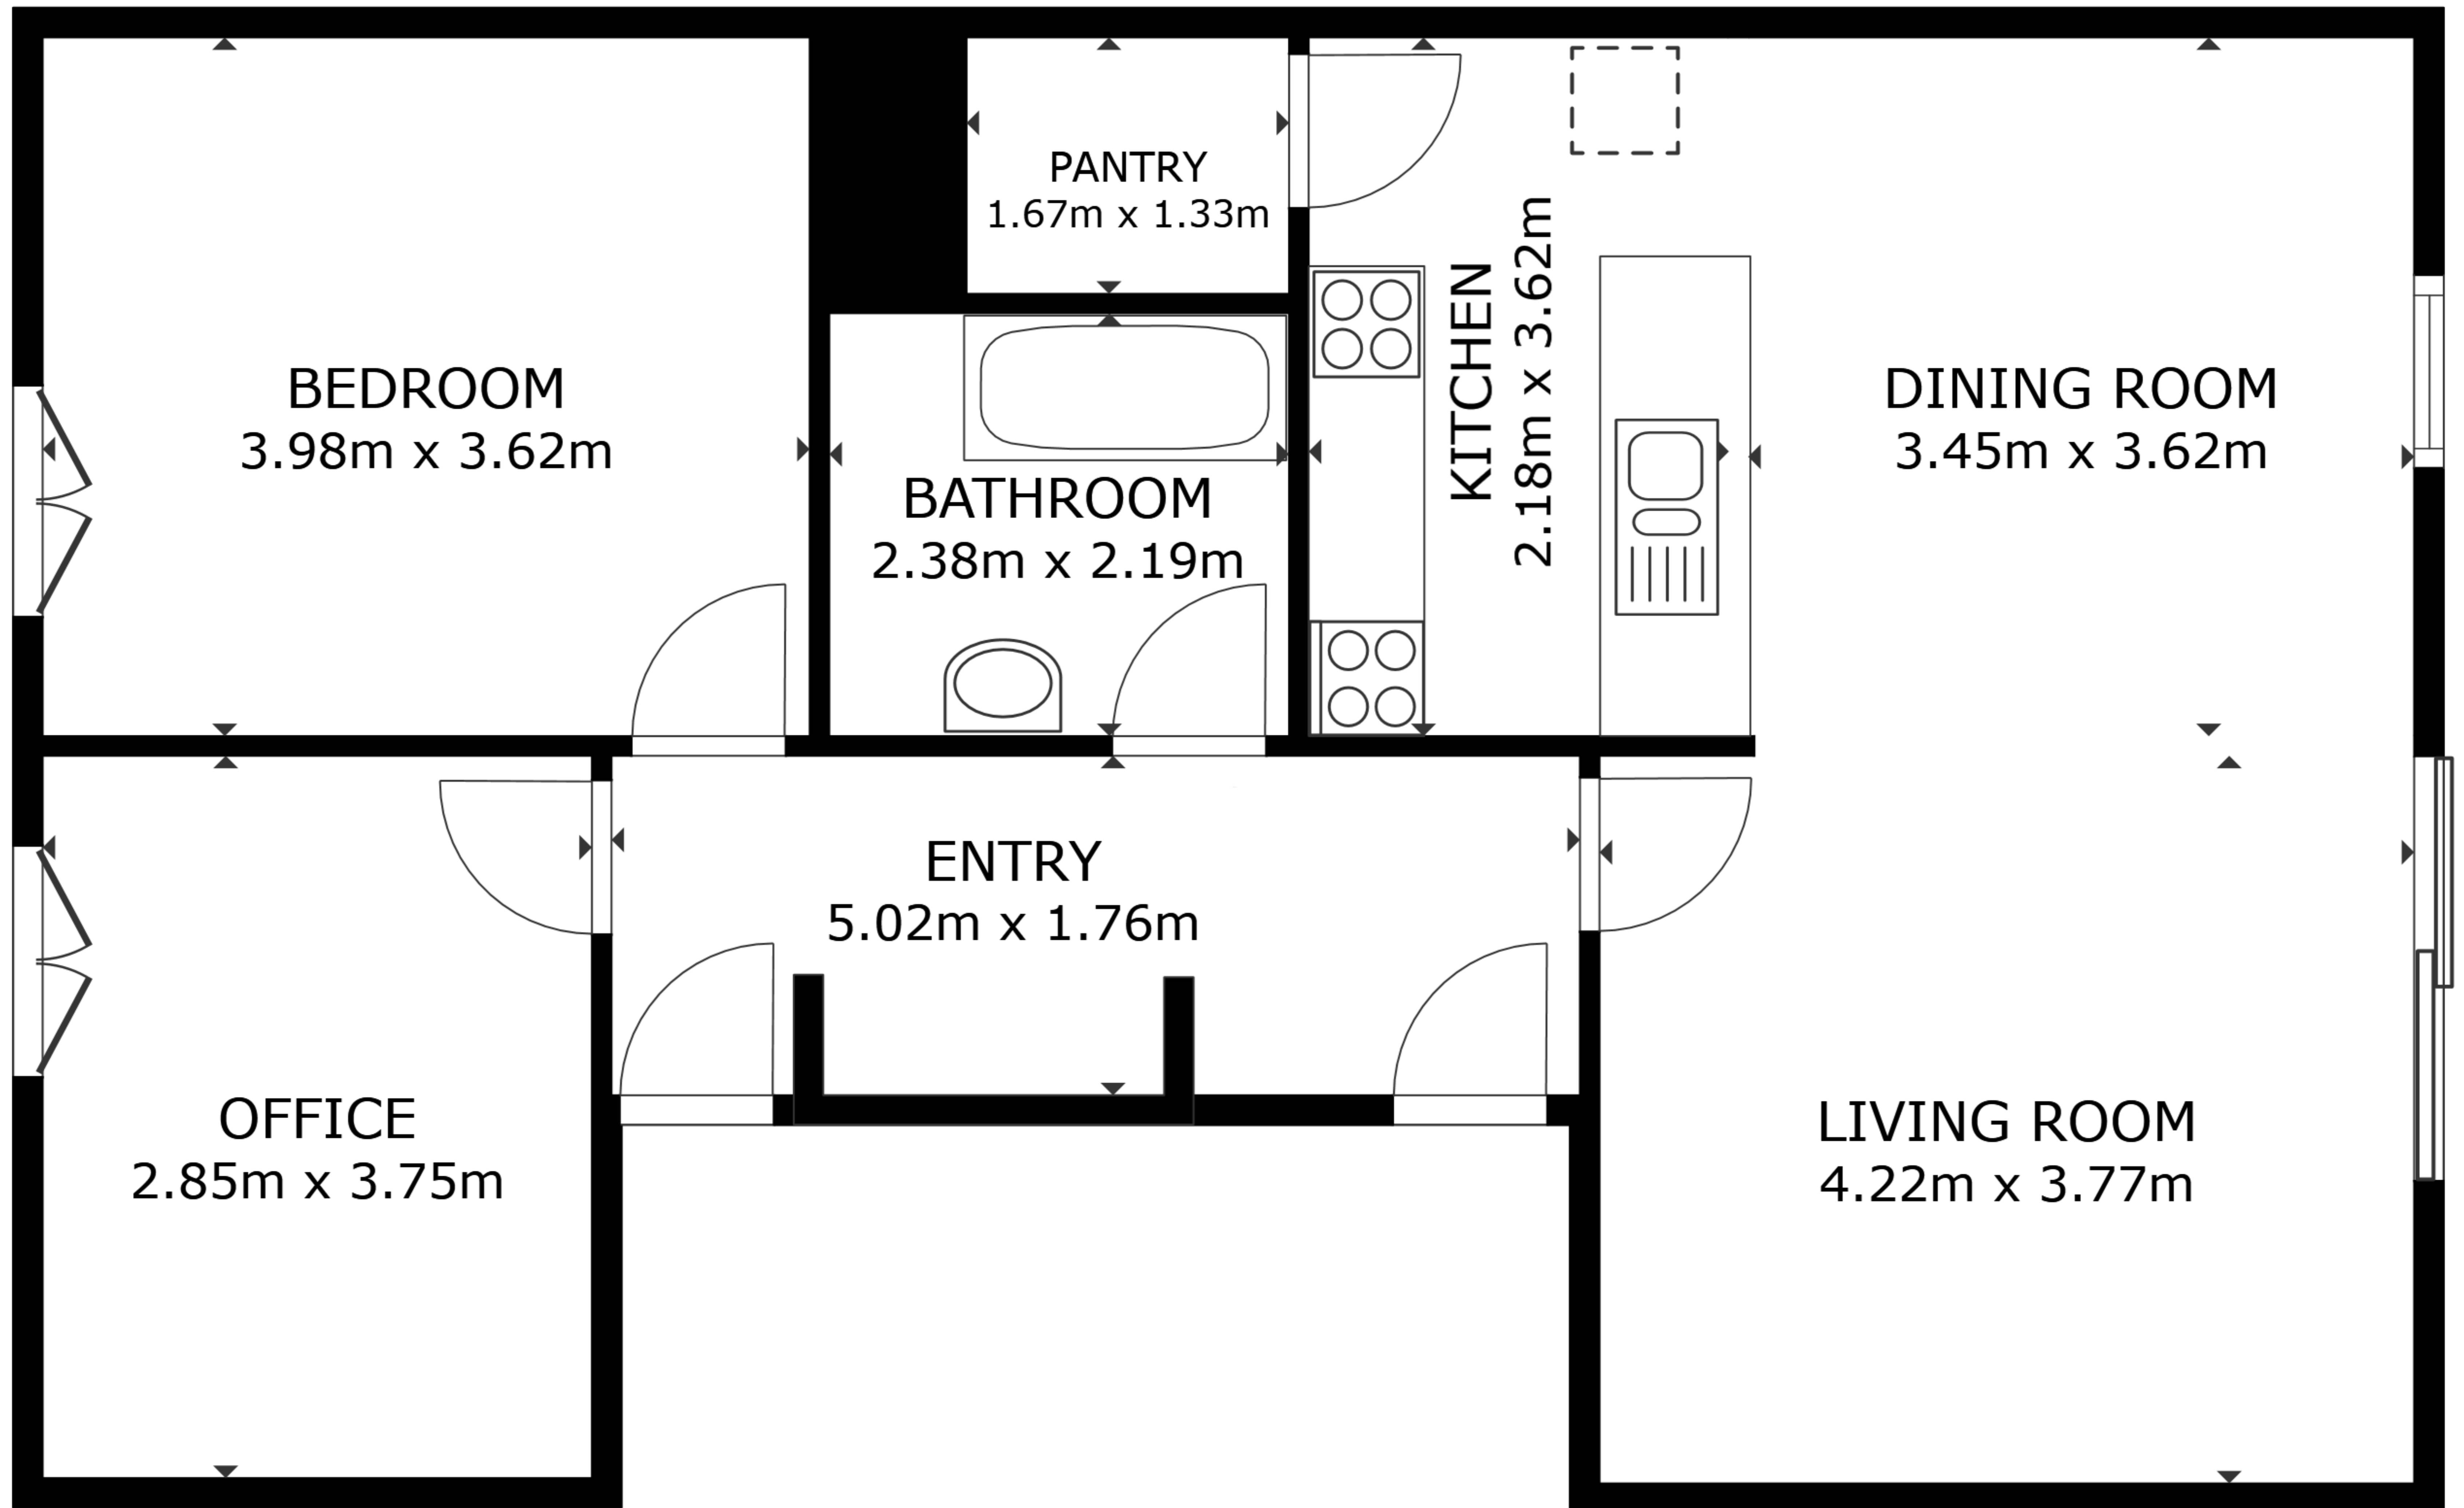 PANTRY
1.67m x 1.33m
BEDROOM
3.98m x 3.62m
BATHROOM
2.38m x 2.19m
KITCHEN
2.18m x 3.62m
DINING ROOM
3.45m x 3.62m
ENTRY
5.02m x 1.76m
OFFICE
2.85m x 3.75m
LIVING ROOM
4.22m x 3.77m